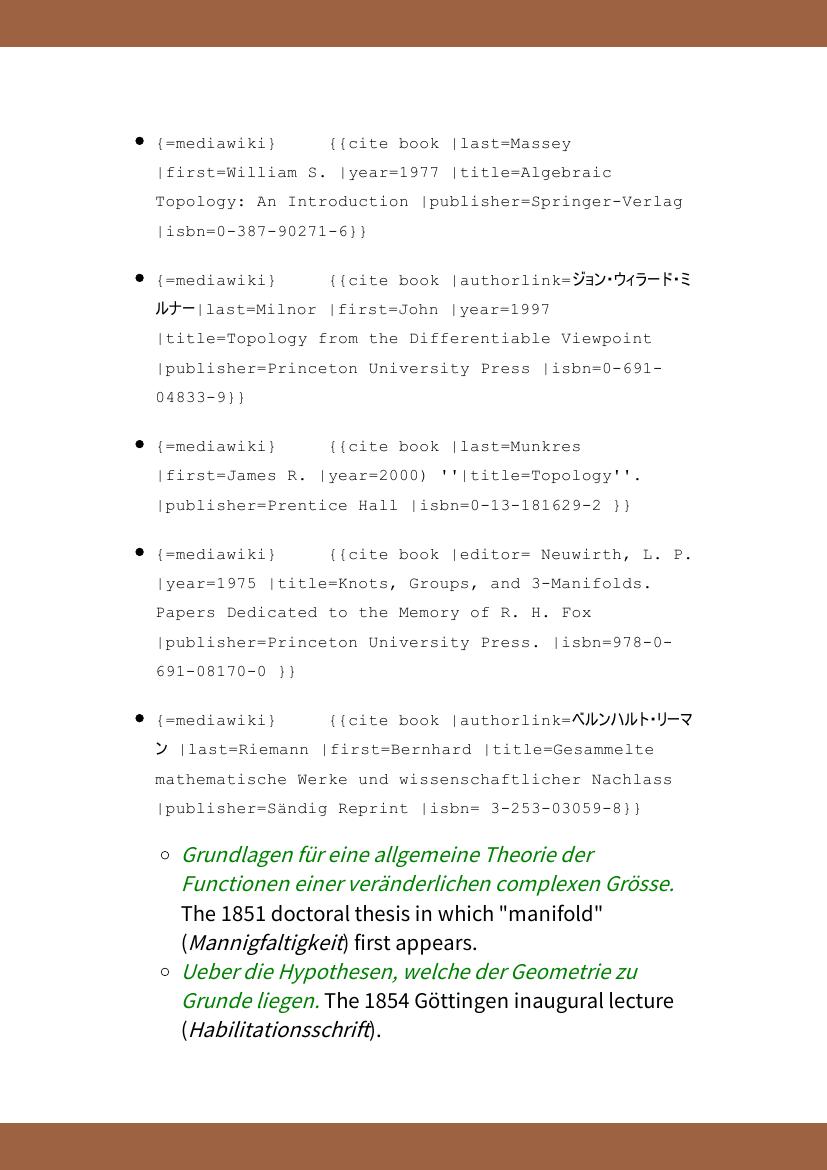 • {=mediawiki}     {{cite book |last=Massey
|first=William S. |year=1977 |title=Algebraic
Topology: An Introduction |publisher=Springer-Verlag
|isbn=0-387-90271-6}}
• {=mediawiki}     {{cite book |authorlink=ジョン・ウィラード・ミ
ルナー|last=Milnor |first=John |year=1997
|title=Topology from the Differentiable Viewpoint
|publisher=Princeton University Press |isbn=0-691-
04833-9}}
• {=mediawiki}     {{cite book |last=Munkres
|first=James R. |year=2000) ''|title=Topology''.
|publisher=Prentice Hall |isbn=0-13-181629-2 }}
• {=mediawiki}     {{cite book |editor= Neuwirth, L. P.
|year=1975 |title=Knots, Groups, and 3-Manifolds.
Papers Dedicated to the Memory of R. H. Fox
|publisher=Princeton University Press. |isbn=978-0-
691-08170-0 }}
• {=mediawiki}     {{cite book |authorlink=ベルンハルト・リーマ
ン |last=Riemann |first=Bernhard |title=Gesammelte
mathematische Werke und wissenschaftlicher Nachlass
|publisher=Sändig Reprint |isbn= 3-253-03059-8}}
◦ Grundlagen für eine allgemeine Theorie der
Functionen einer veränderlichen complexen Grösse.
The 1851 doctoral thesis in which "manifold"
(Mannigfaltigkeit) first appears.
◦ Ueber die Hypothesen, welche der Geometrie zu
Grunde liegen. The 1854 Göttingen inaugural lecture
(Habilitationsschrift).